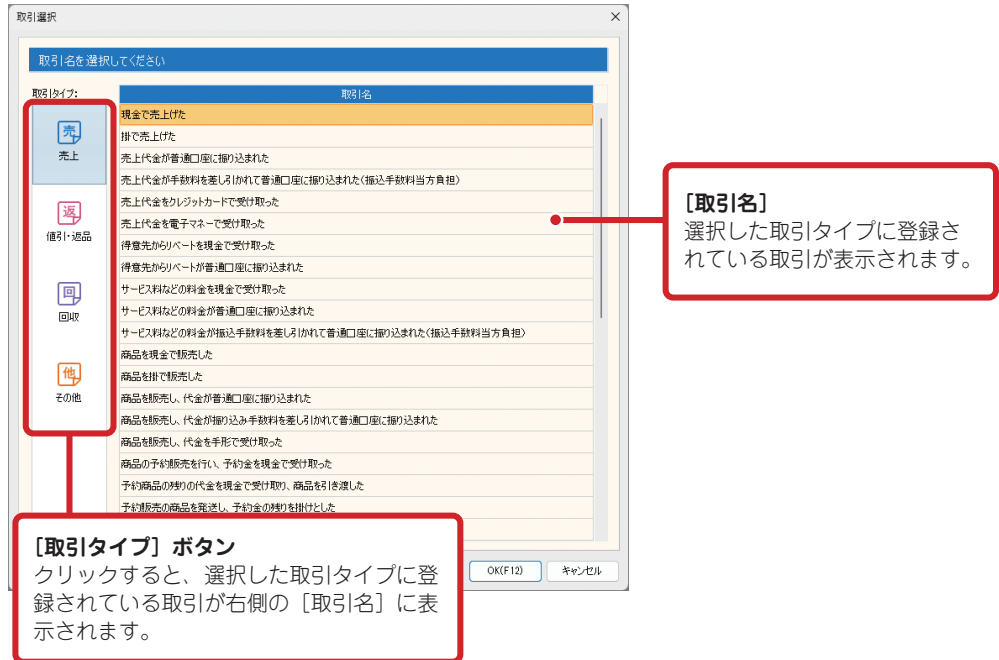 取引選択
取引名を選択してください
取引タイプ:
取引名
売
売上
返
値引・返品
回
回収
他
その他
現金で売上げた
掛で売上げた
売上代金が普通口座に振り込まれた
売上代金が手数料を差し引かれて普通口座に振り込まれた(振込手数料当方負担)
売上代金をクレジットカードで受け取った
売上代金を電子マネーで受け取った
得意先からリベートを現金で受け取った
得意先からリベートが普通口座に振り込まれた
サービス料などの料金を現金で受け取った
サービス料などの料金が普通口座に振り込まれた
サービス料などの料金が振込手数料を差し引かれて普通口座に振り込まれた(振込手数料当方負担)
商品を現金で販売した
商品を掛で販売した
商品を販売し、代金が普通口座に振り込まれた
商品を販売し、代金が振り込み手数料を差し引かれて普通口座に振り込まれた
商品を販売し、代金を手形で受け取った
商品の予約販売を行い、予約金を現金で受け取った
予約商品の残りの代金を現金で受け取り、商品を引き渡した
予約販売の商品を発送し、予約金の残りを掛けとした
OK(F12)
キャンセル
[取引名]
選択した取引タイプに登録さ
れている取引が表示されます。
[取引タイプ]ボタン
クリックすると、選択した取引タイプに登
録されている取引が右側の[取引名]に表
示されます。